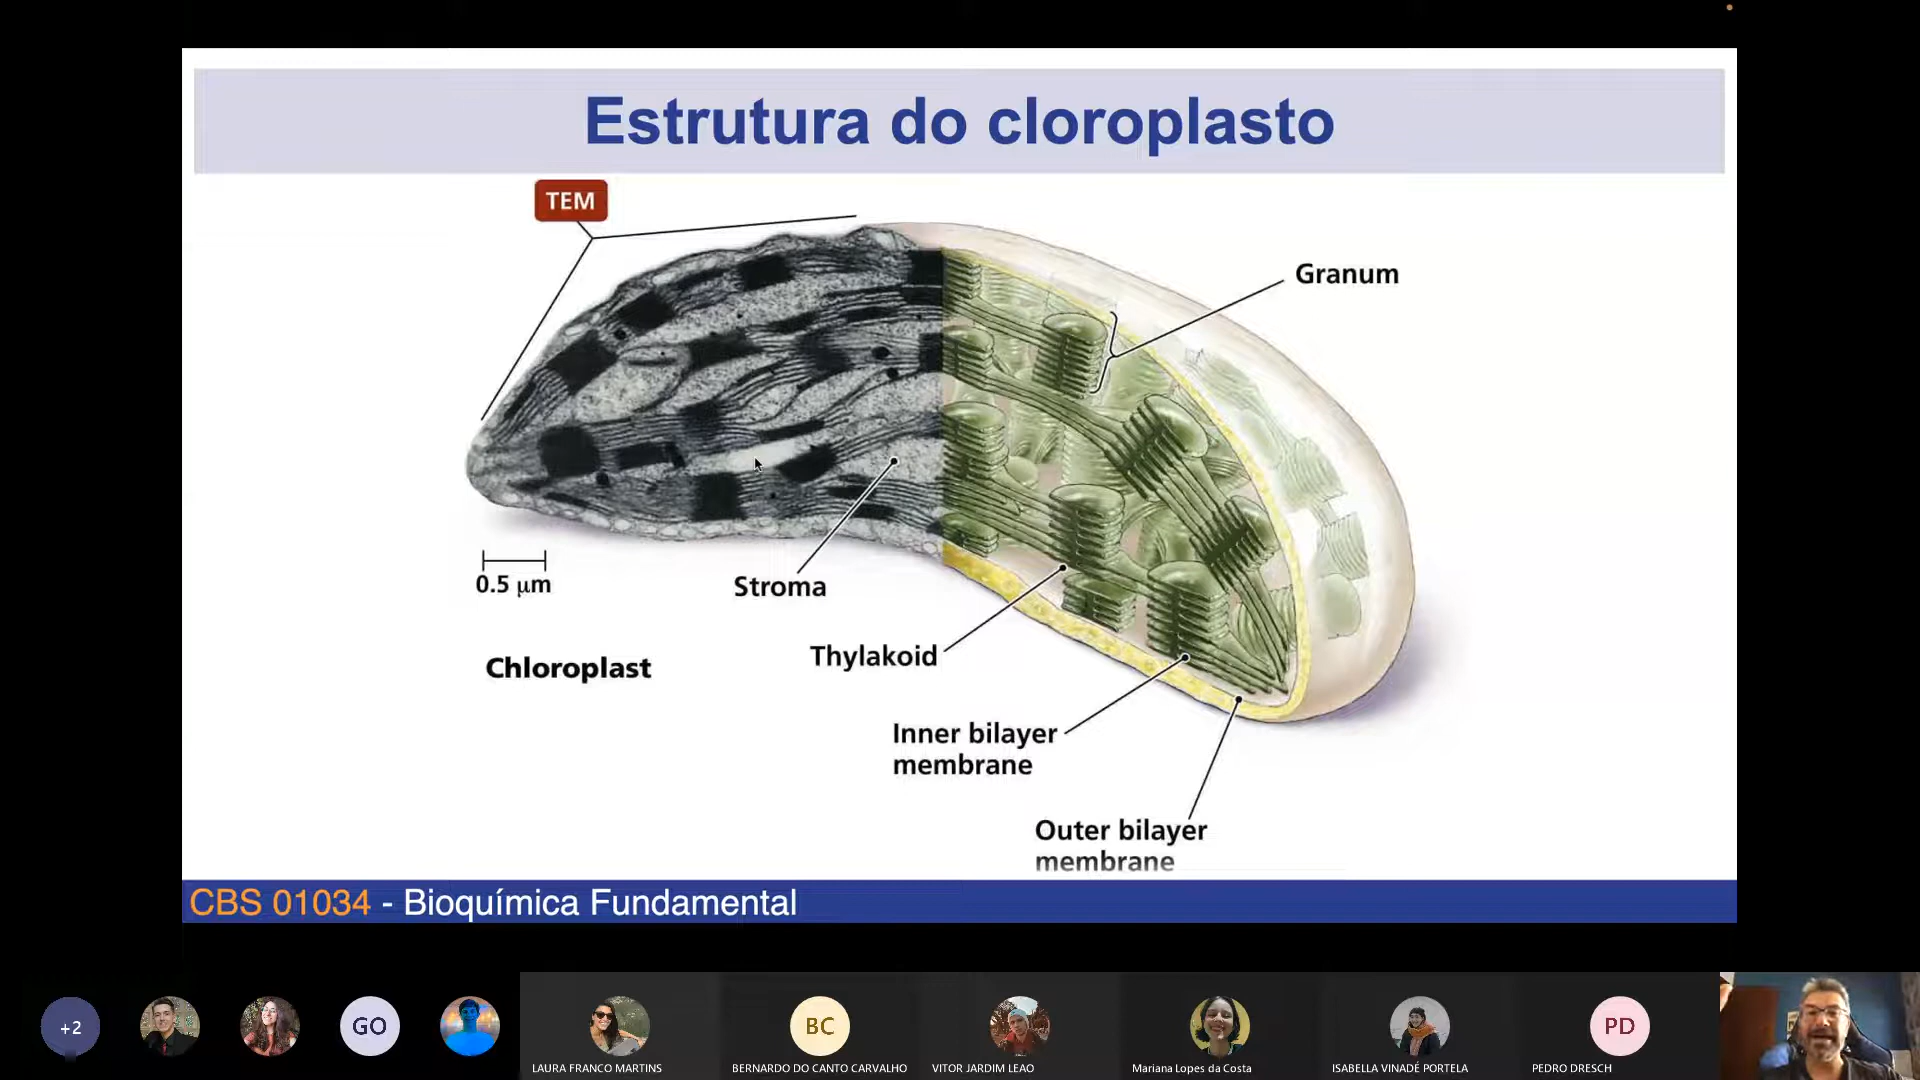 Estrutura do cloroplasto
TEM
Granum
0.5 μm
Stroma
Thylakoid
Chloroplast
Inner bilayer
membrane
Outer bilayer
membrane
CBS 01034 - Bioquímica Fundamental
+2
GO
BC
PD
LAURA FRANCO MARTINS
BERNARDO DO CANTO CARVALHO
VITOR JARDIM LEAO
Mariana Lopes da Costa
ISABELLA VINADÉ PORTELA
PEDRO DRESCH